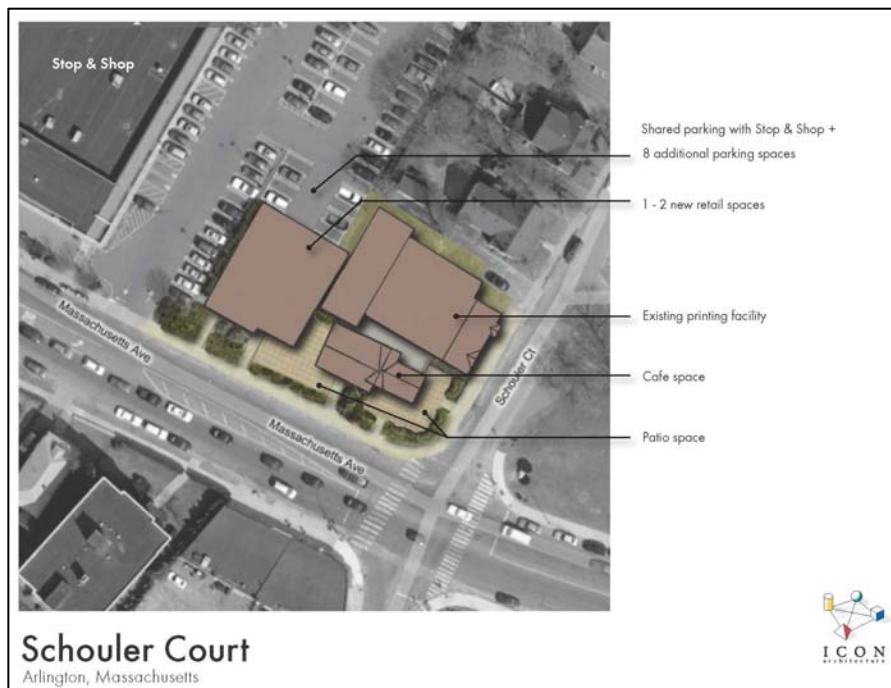 Stop & Shop
Shared parking with Stop & Shop +
8 additional parking spaces
1 - 2 new retail spaces
Existing printing facility
Cafe space
Patio space
Massachusetts Ave
Massachusetts Ave
Schouler Ct
Schouler Court
Arlington, Massachusetts
ICON
architecture